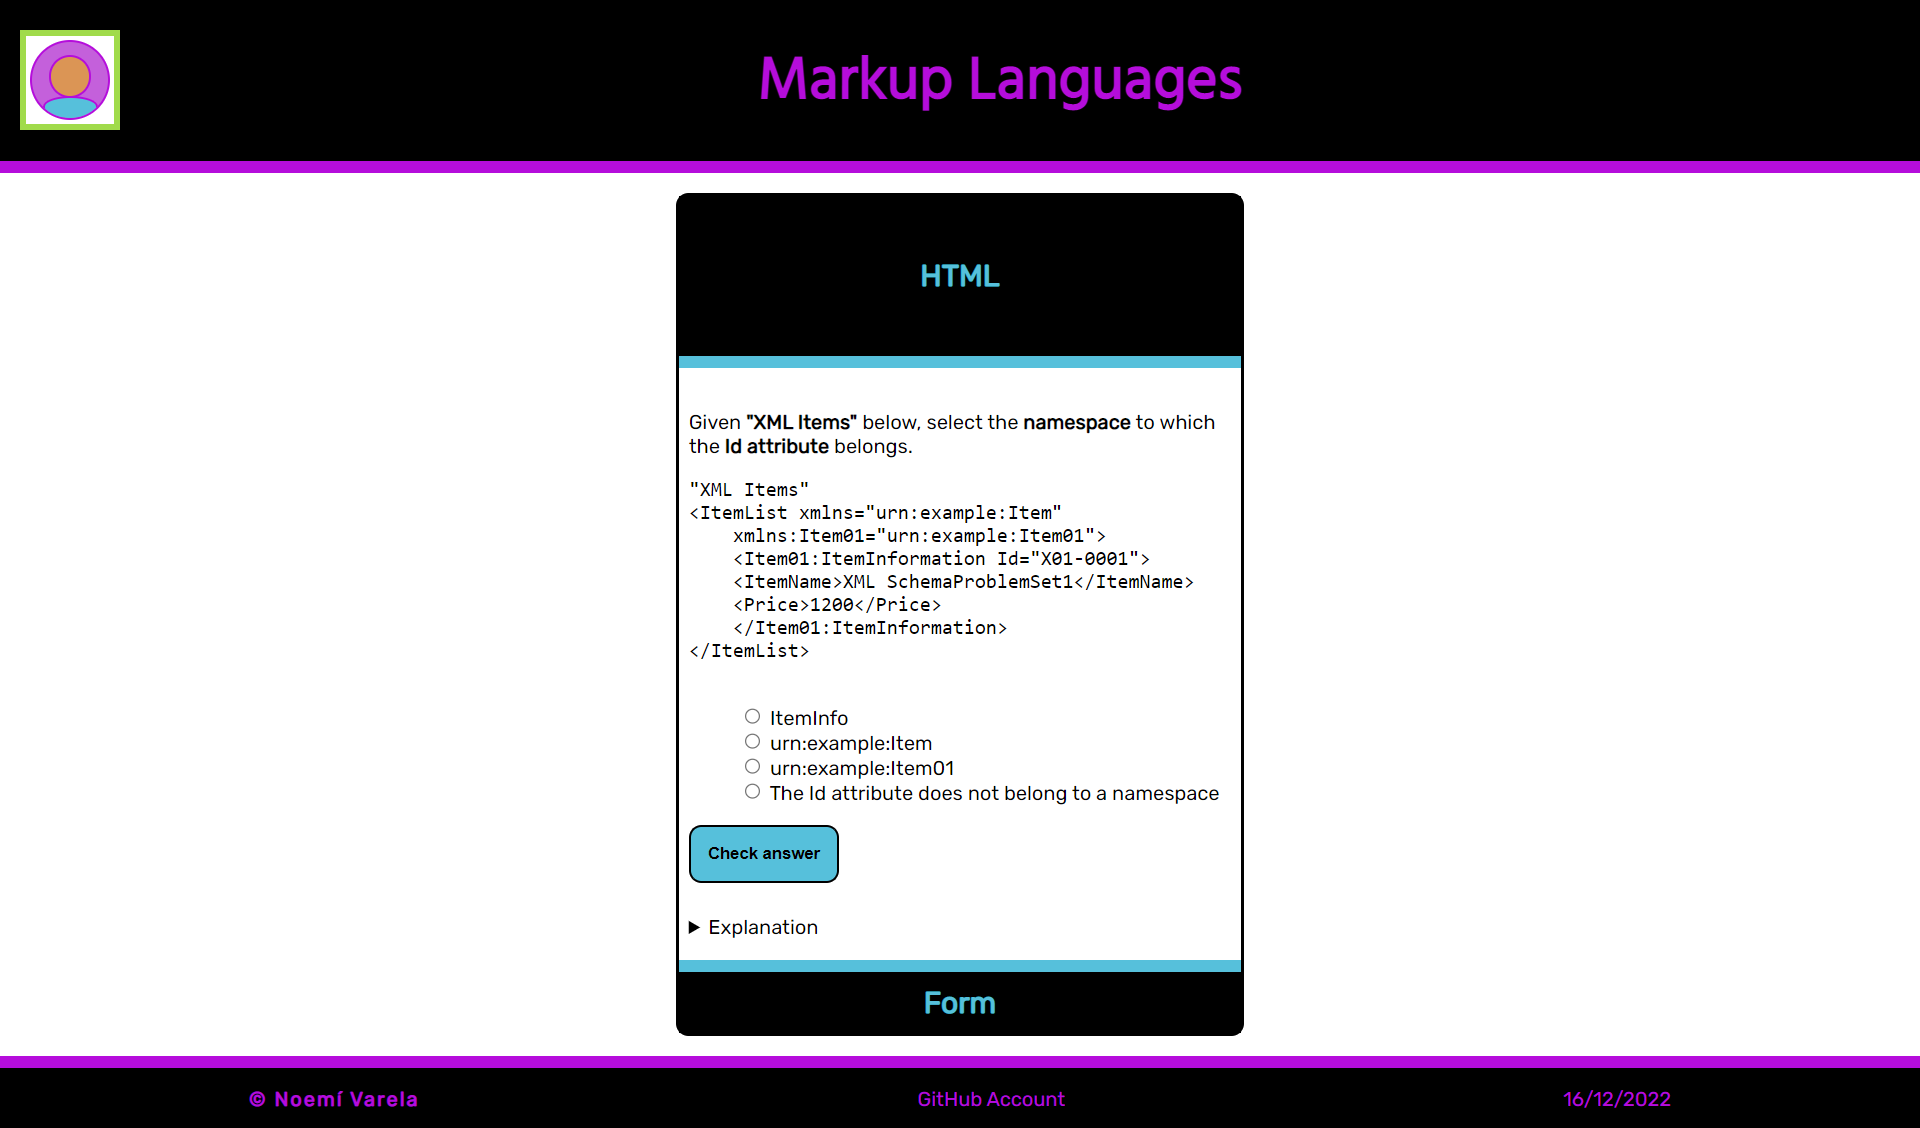 Markup Languages
HTML
Given "XML Items" below, select the namespace to which
the Id attribute belongs.
"XML Items"
<ItemList xmlns="urn:example:Item"
    xmlns:Item01="urn:example:Item01">
    <Item01:ItemInformation Id="X01-0001">
    <ItemName>XML SchemaProblemSet1</ItemName>
    <Price>1200</Price>
    </Item01:ItemInformation>
</ItemList>
ItemInfo
urn:example:Item
urn:example:Item01
The Id attribute does not belong to a namespace
Check answer
Explanation
Form
© Noemí Varela
GitHub Account
16/12/2022